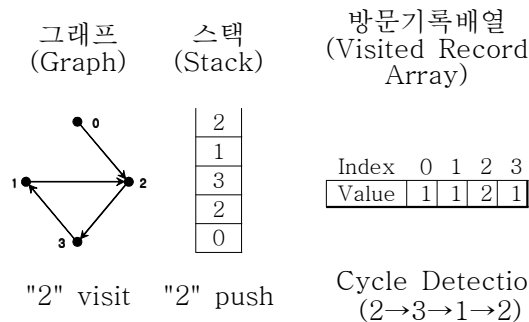 그래프
(Graph)
스택
(Stack)
방문기록배열
(Visited Record
Array)
0
1
2
3
2
1
3
2
0
Index 0 1 2 3
Value 1 1 2 1
"2" visit
"2" push
Cycle Detectio
(2→3→1→2)